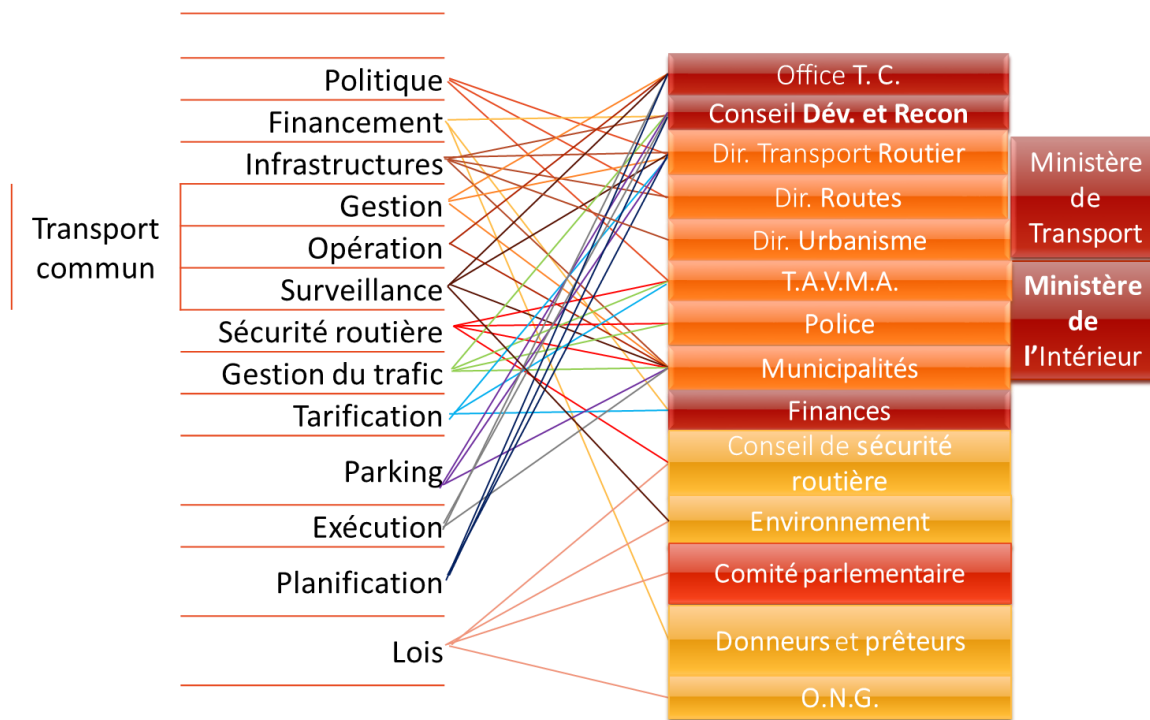 Transport
commun
Politique
Financement
Infrastructures
Gestion
Opération
Surveillance
Sécurité routière
Gestion du trafic
Tarification
Parking
Exécution
Planification
Lois
Office T. C.
Conseil Dév. et Recon
Dir. Transport Routier
Dir. Routes
Dir. Urbanisme
T.A.V.M.A.
Police
Municipalités
Finances
Conseil de sécurité
routière
Environnement
Comité parlementaire
Donneurs et prêteurs
O.N.G.
Ministère
de
Transport
Ministère
de
l'Intérieur